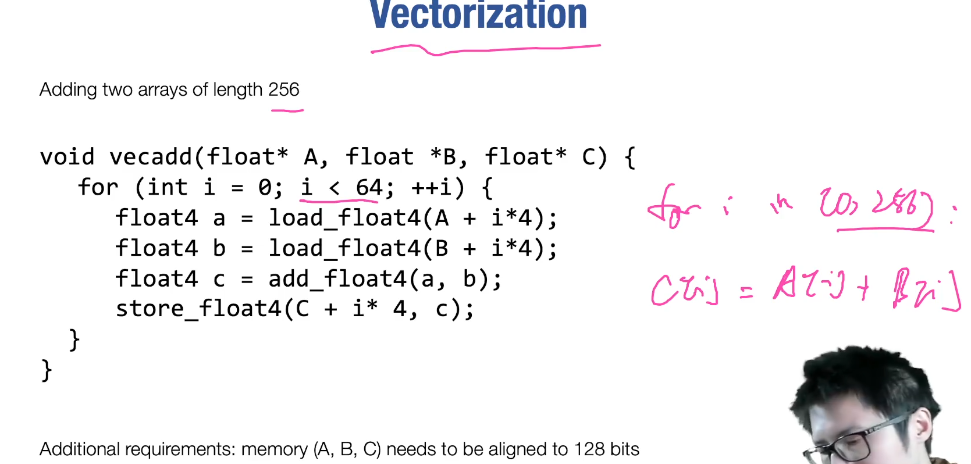 Vectorization
Adding two arrays of length 256
void vecadd(float* A, float *B, float* C) {
for (int i = 0; i < 64; ++i) {
float4 a = load_float4(A + i*4);
float4 b = load_float4(B + i*4);
float4 c = add_float4(a, b);
store_float4(C + i* 4, c);
}
}
for i in [0, 256):
C[i] = A[i] + B[i]
Additional requirements: memory (A, B, C) needs to be aligned to 128 bits